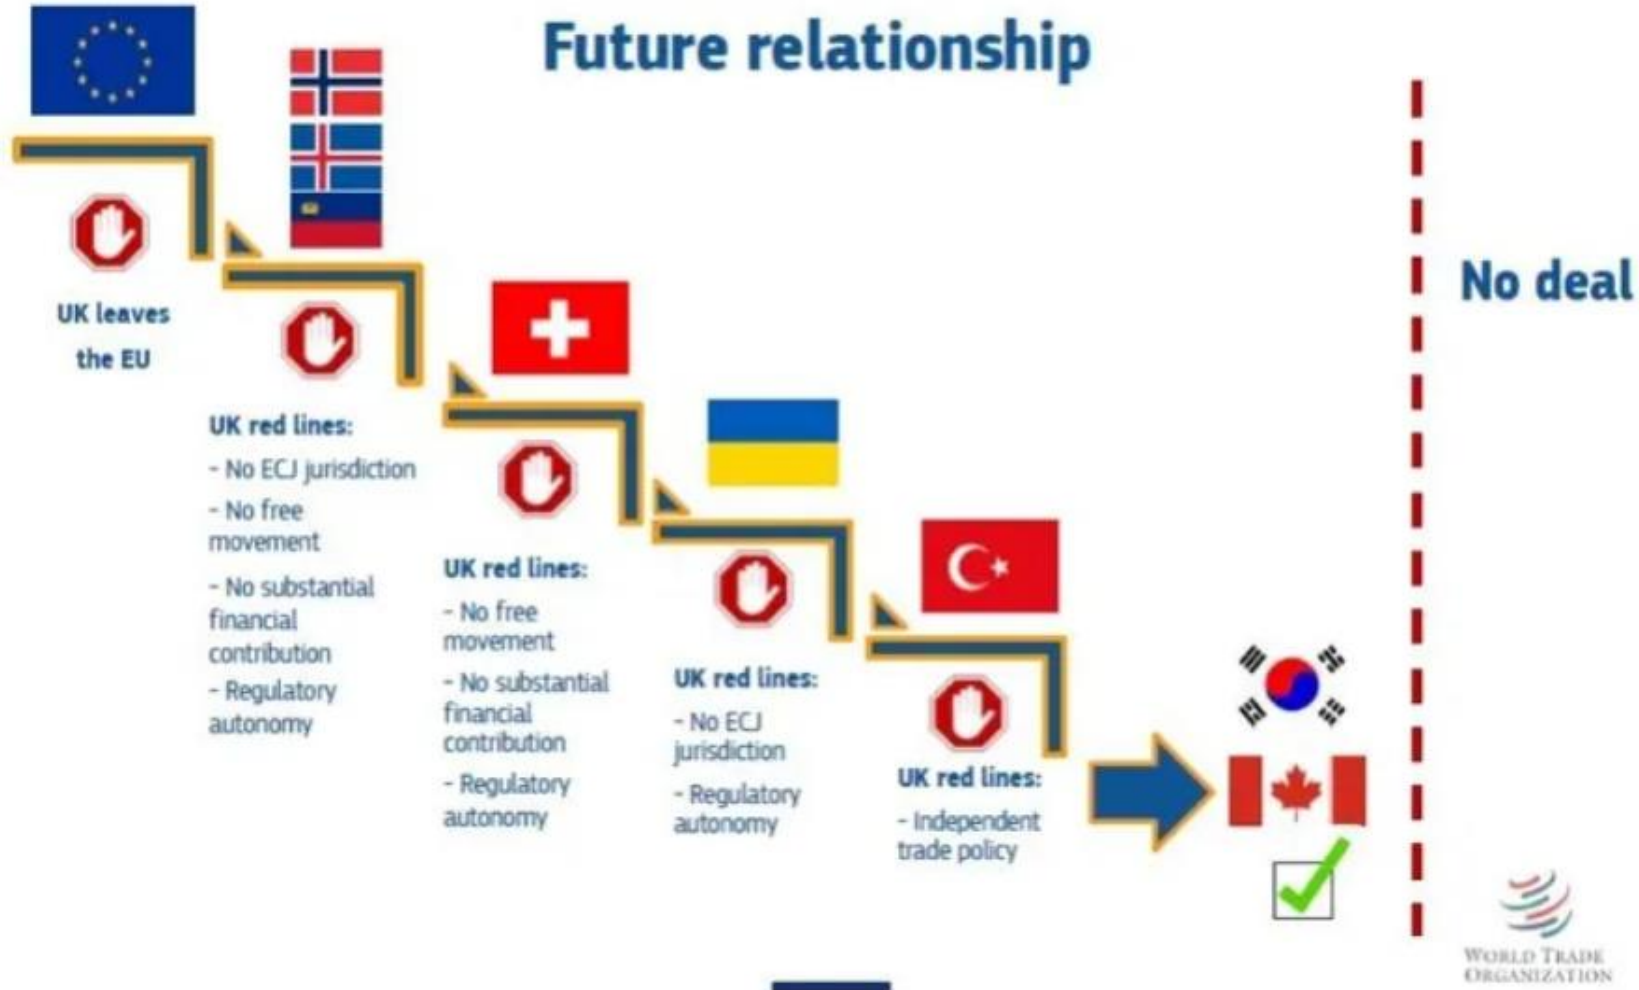 Future relationship
No deal
UK leaves
the EU
UK red lines:
- No ECJ jurisdiction
- No free
movement
- No substantial
financial
contribution
- Regulatory
autonomy
UK red lines:
- No free
movement
- No substantial
financial
contribution
- Regulatory
autonomy
UK red lines:
- No ECJ
jurisdiction
- Regulatory
autonomy
UK red lines:
- Independent
trade policy
WORLD TRADE
ORGANIZATION